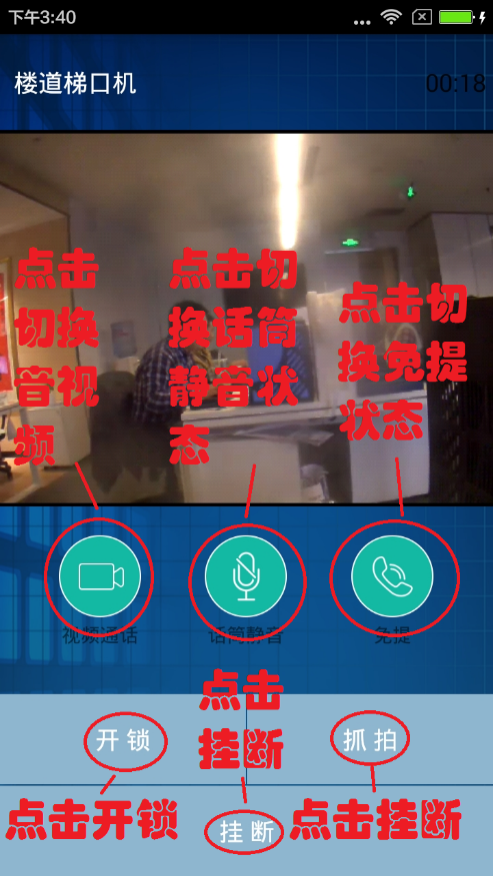 下午3:40
楼道梯口机 00:18
点击
切换
音视
频
点击切
换话筒
静音状
态
点击切
换免提
状态
视频通话 话筒静音 免提
点击
挂断
开锁 抓拍
点击开锁 挂断 点击挂断